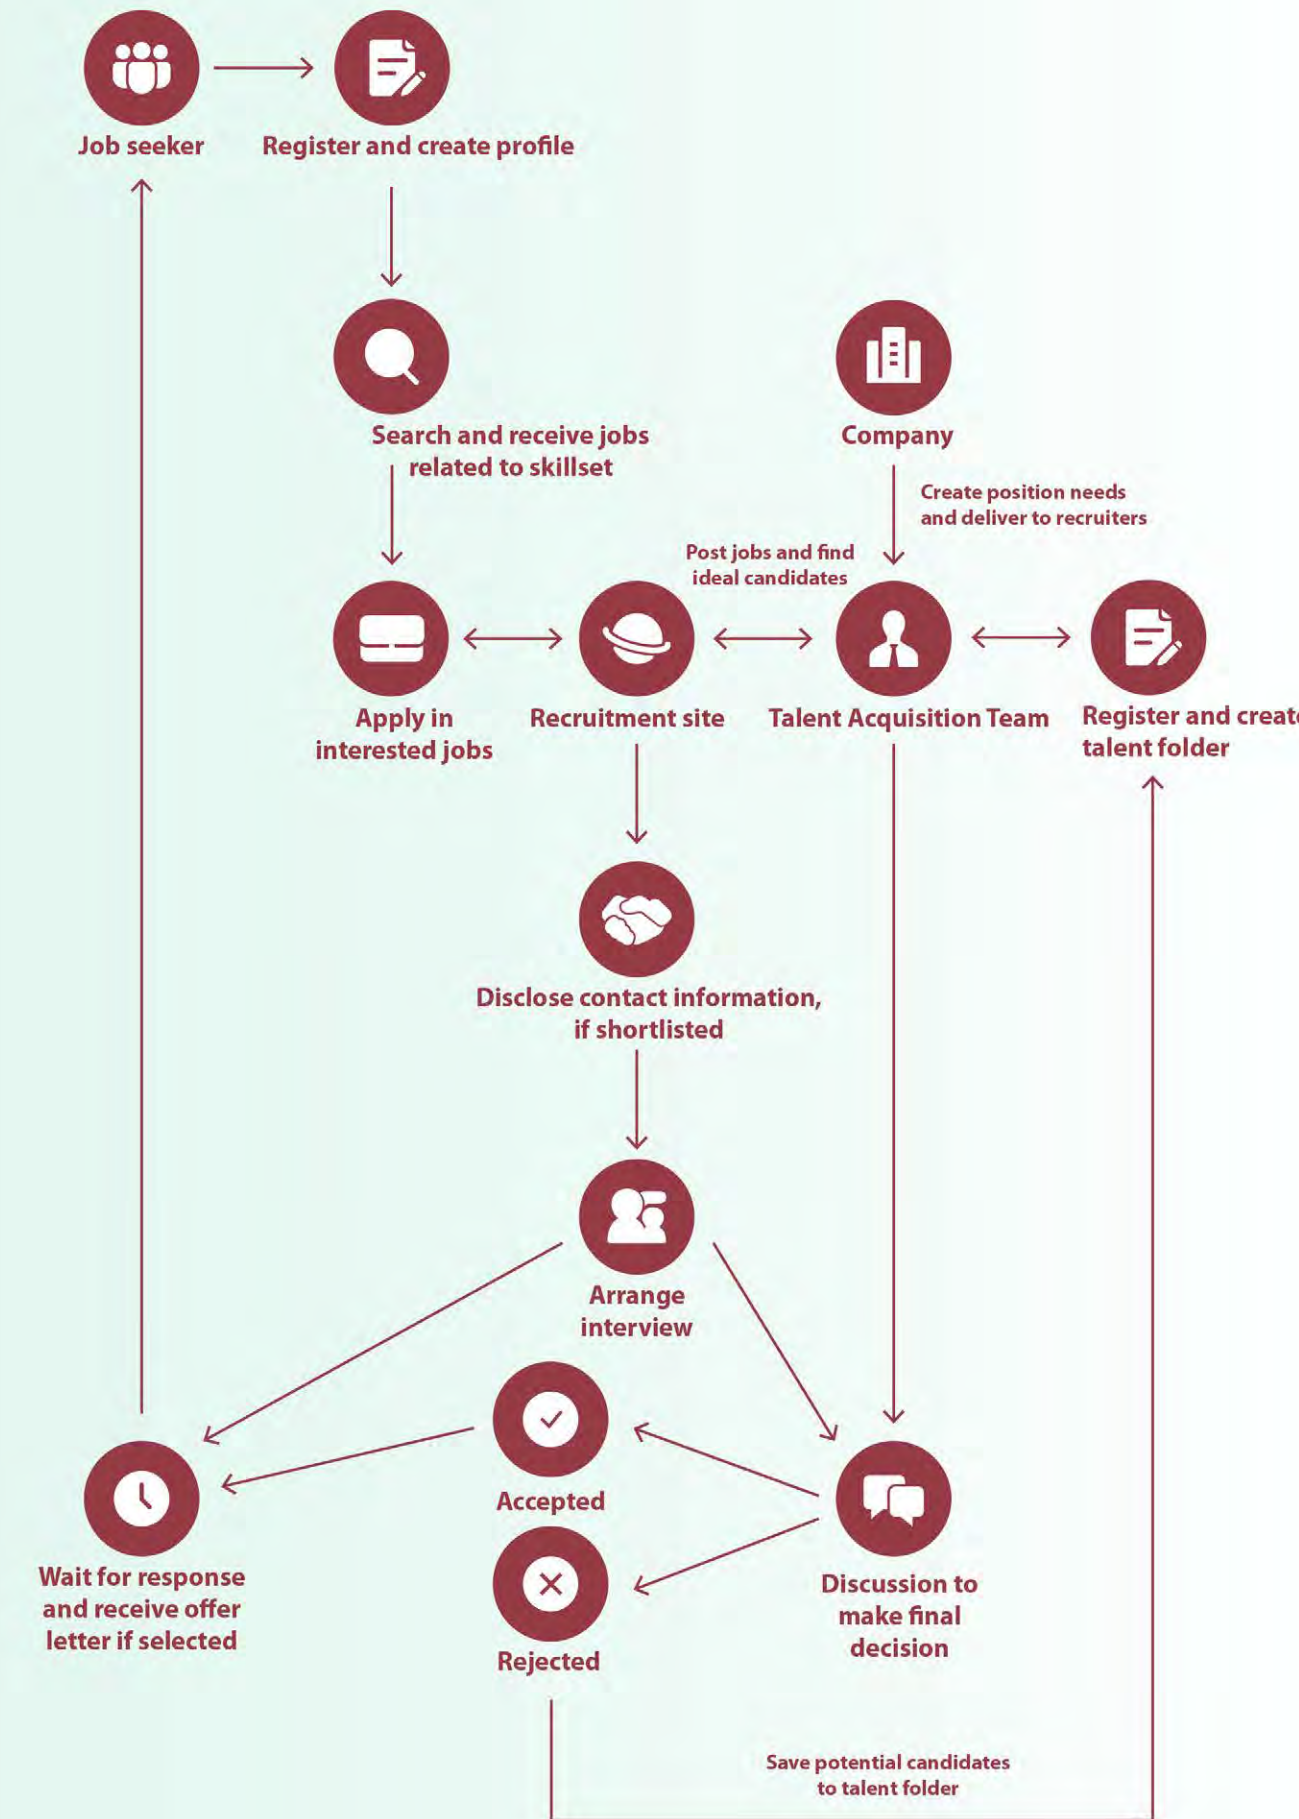 Job seeker
Register and create profile
Search and receive jobs
related to skillset
Company
Create position needs
and deliver to recruiters
Post jobs and find
ideal candidates
Apply in
interested jobs
Recruitment site
Talent Acquisition Team
Register and create
talent folder
Disclose contact information,
if shortlisted
Arrange
interview
Accepted
Wait for response
and receive offer
letter if selected
Rejected
Discussion to
make final
decision
Save potential candidates
to talent folder